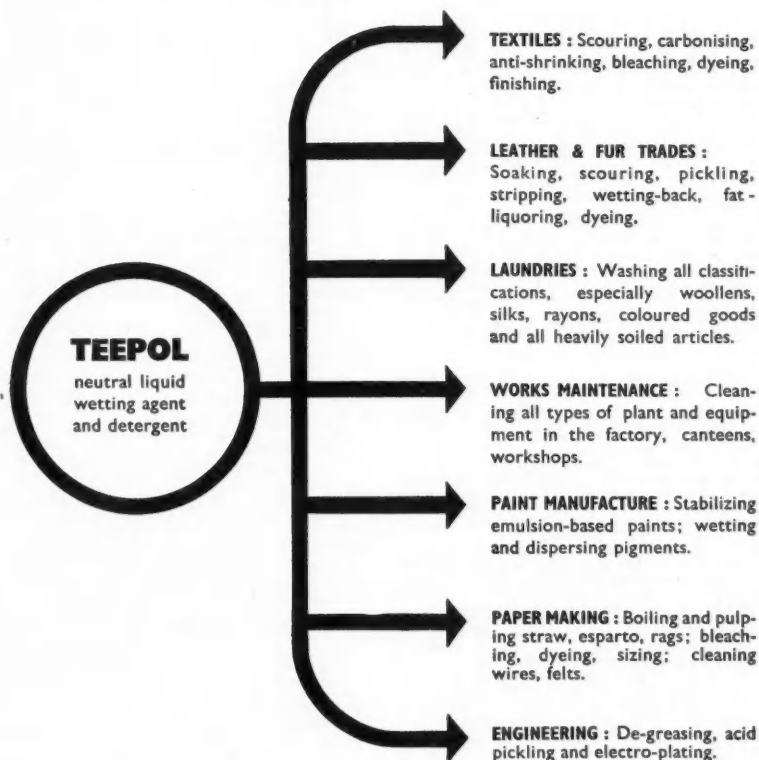 TEEPOL
neutral liquid
wetting agent
and detergent
TEXTILES : Scouring, carbonising,
anti-shrinking, bleaching, dyeing,
finishing.
LEATHER & FUR TRADES :
Soaking, scouring, pickling,
stripping, wetting-back, fat-
liquoring, dyeing.
LAUNDRIES : Washing all classifi-
cations, especially woollens,
silks, rayons, coloured goods
and all heavily soiled articles.
WORKS MAINTENANCE : Clean-
ing all types of plant and equip-
ment in the factory, canteens,
workshops.
PAINT MANUFACTURE : Stabilizing
emulsion-based paints; wetting
and dispersing pigments.
PAPER MAKING : Boiling and pulp-
ing straw, esparto, rags; bleach-
ing, dyeing, sizing; cleaning
wires, felts.
ENGINEERING : De-greasing, acid
pickling and electro-plating.